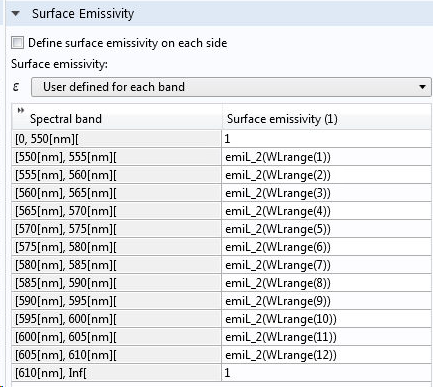 Surface Emissivity
Define surface emissivity on each side
Surface emissivity:
ε User defined for each band
Spectral band Surface emissivity (1)
[0, 550[nm][ 1
[550[nm], 555[nm][ emiL_2(WLrange(1))
[555[nm], 560[nm][ emiL_2(WLrange(2))
[560[nm], 565[nm][ emiL_2(WLrange(3))
[565[nm], 570[nm][ emiL_2(WLrange(4))
[570[nm], 575[nm][ emiL_2(WLrange(5))
[575[nm], 580[nm][ emiL_2(WLrange(6))
[580[nm], 585[nm][ emiL_2(WLrange(7))
[585[nm], 590[nm][ emiL_2(WLrange(8))
[590[nm], 595[nm][ emiL_2(WLrange(9))
[595[nm], 600[nm][ emiL_2(WLrange(10))
[600[nm], 605[nm][ emiL_2(WLrange(11))
[605[nm], 610[nm][ emiL_2(WLrange(12))
[610[nm], Inf[ 1